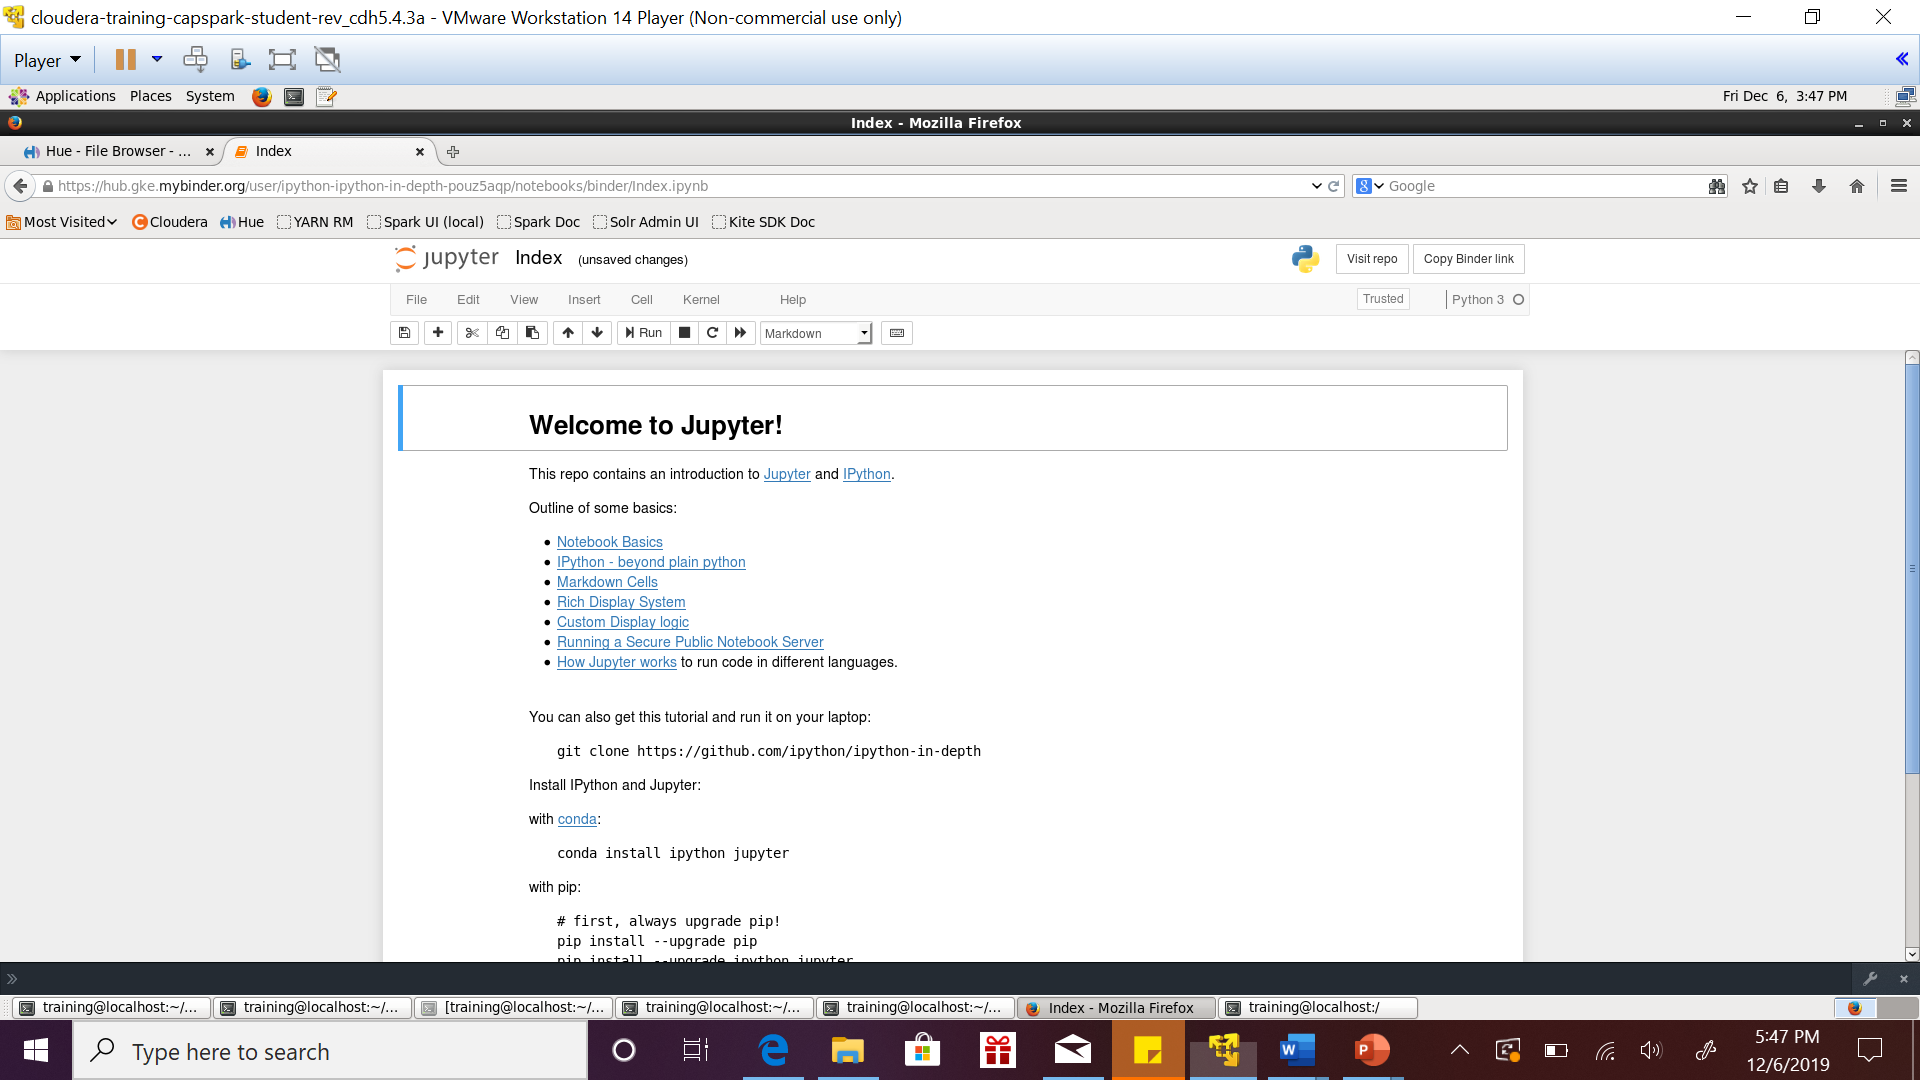 cloudera-training-capspark-student-rev_cdh5.4.3a - VMware Workstation 14 Player (Non-commercial use only)
Player
Applications Places System Fri Dec 6, 3:47 PM
Index - Mozilla Firefox
Hue - File Browser - ... Index
https://hub.gke.mybinder.org/user/ipython-ipython-in-depth-pouz5aqp/notebooks/binder/Index.ipynb Google
Most Visited Cloudera Hue YARN RM Spark UI (local) Spark Doc Solr Admin UI Kite SDK Doc
jupyter Index (unsaved changes) Visit repo Copy Binder link
File Edit View Insert Cell Kernel Help Trusted Python 3
Run Markdown
Welcome to Jupyter!
This repo contains an introduction to Jupyter and IPython.
Outline of some basics:
• Notebook Basics
• IPython - beyond plain python
• Markdown Cells
• Rich Display System
• Custom Display logic
• Running a Secure Public Notebook Server
• How Jupyter works to run code in different languages.
You can also get this tutorial and run it on your laptop:
git clone https://github.com/ipython/ipython-in-depth
Install IPython and Jupyter:
with conda:
conda install ipython jupyter
with pip:
# first, always upgrade pip!
pip install --upgrade pip
pip install --upgrade ipython jupyter
training@localhost:~/... training@localhost:~/... [training@localhost:~/... training@localhost:~/... training@localhost:~/... Index - Mozilla Firefox training@localhost:/
Type here to search
5:47 PM
12/6/2019